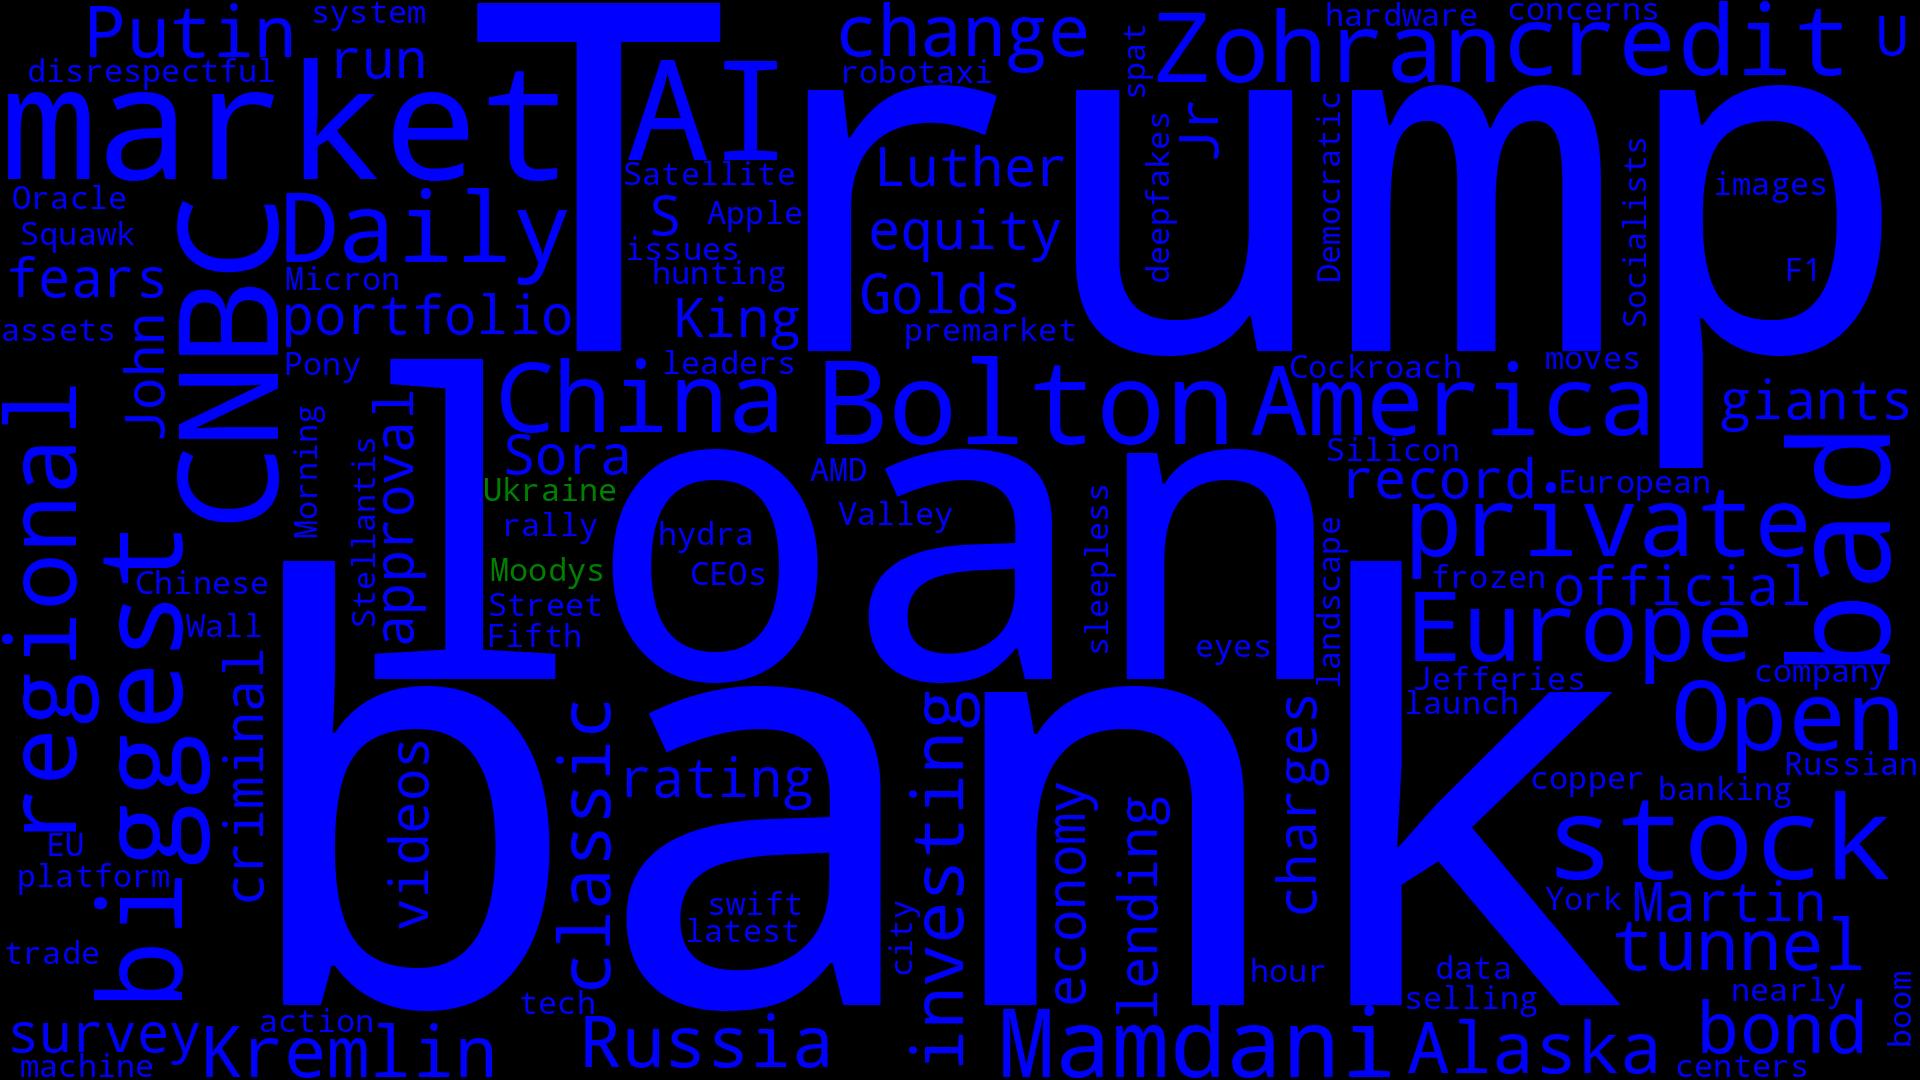 Putin
system
change
Zohran
hardware
concerns
credit
U
disrespectful
run
Trump
AI
robotaxi
spat
market
Satellite
Luther
deepfakes
Jr
Democratic
Socialists
images
Oracle
Squawk
CNBC
Daily
S
Apple
equity
issues
hunting
fears
Micron
portfolio
King
Golds
premarket
F1
assets
John
Pony
leaders
Cockroach
moves
regional
Morning
Stellantis
approval
loan
China
Bolton
America
giants
Sora
AMD
Silicon
record
European
bad
Ukraine
rally
hydra
Valley
sleepless
landscape
private
Moodys
CEOs
frozen
official
biggest
Chinese
Wall
Street
Fifth
eyes
Europe
criminal
bank
videos
classic
rating
investing
charges
Jefferies
launch
company
Open
economy
lending
copper
banking
Russian
EU
platform
swift
latest
city
stock
York
Martin
tunnel
trade
tech
hour
data
selling
nearly
boom
survey
machine
action
Kremlin
Russia
Mamdani
Alaska
bond
centers